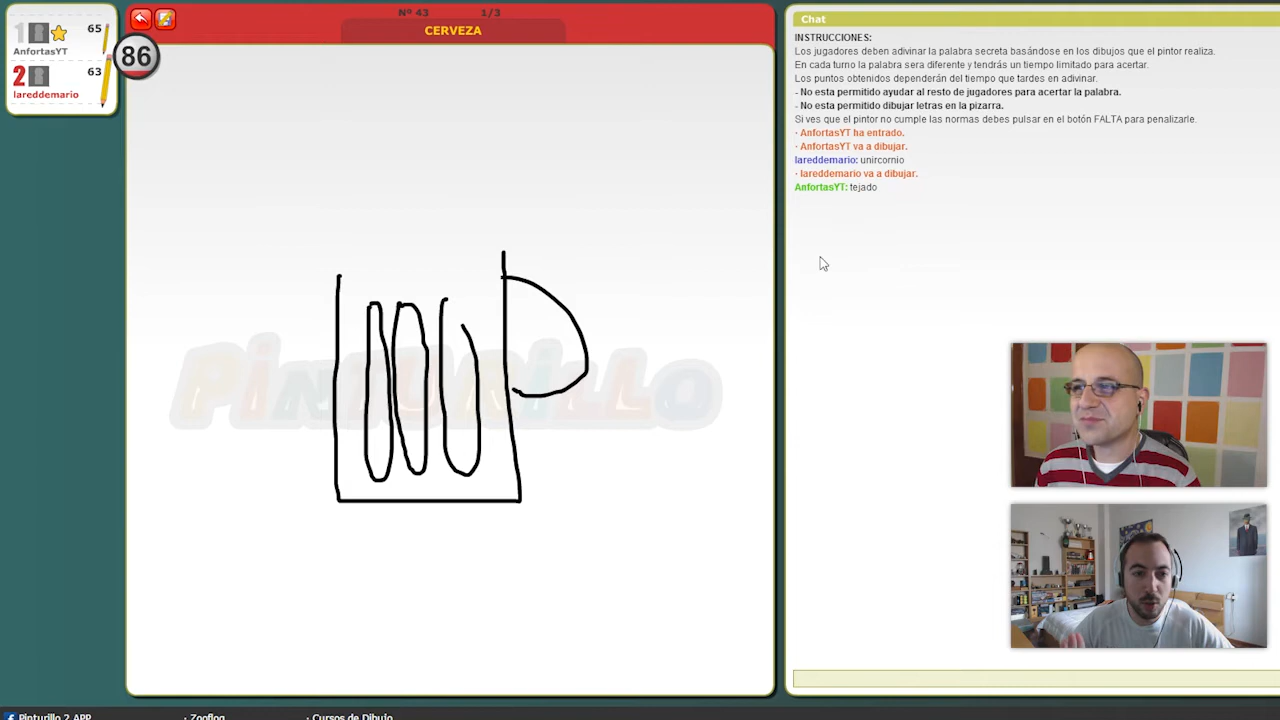 1
65
AnfortasYT
2
63
lareddemario
86
Nº 43 1/3
CERVEZA
PINTURILLO
Chat
INSTRUCCIONES:
Los jugadores deben adivinar la palabra secreta basándose en los dibujos que el pintor realiza.
En cada turno la palabra sera diferente y tendrás un tiempo limitado para acertar.
Los puntos obtenidos dependerán del tiempo que tardes en adivinar.
- No esta permitido ayudar al resto de jugadores para acertar la palabra.
- No esta permitido dibujar letras en la pizarra.
Si ves que el pintor no cumple las normas debes pulsar en el botón FALTA para penalizarle.
· AnfortasYT ha entrado.
· AnfortasYT va a dibujar.
lareddemario: unircornio
· lareddemario va a dibujar.
AnfortasYT: tejado
Pinturillo 2 APP · Zooflog · Cursos de Dibujo